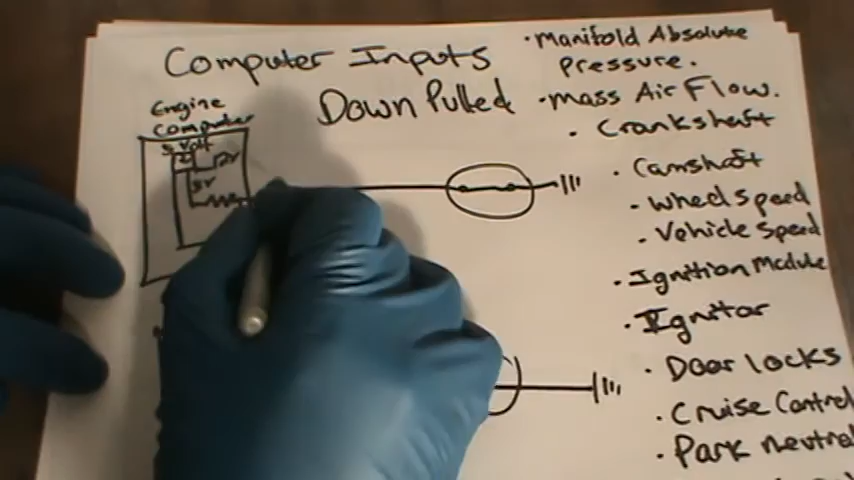 Computer Inputs
Down Pulled
Engine
Computer
5 Volt
12v
5V
• Manifold Absolute
Pressure.
• Mass Air Flow.
• Crankshaft
• Camshaft
• Wheel Speed
• Vehicle Speed
• Ignition Module
• Ignitor
• Door locks
• Cruise Control
• Park neutral